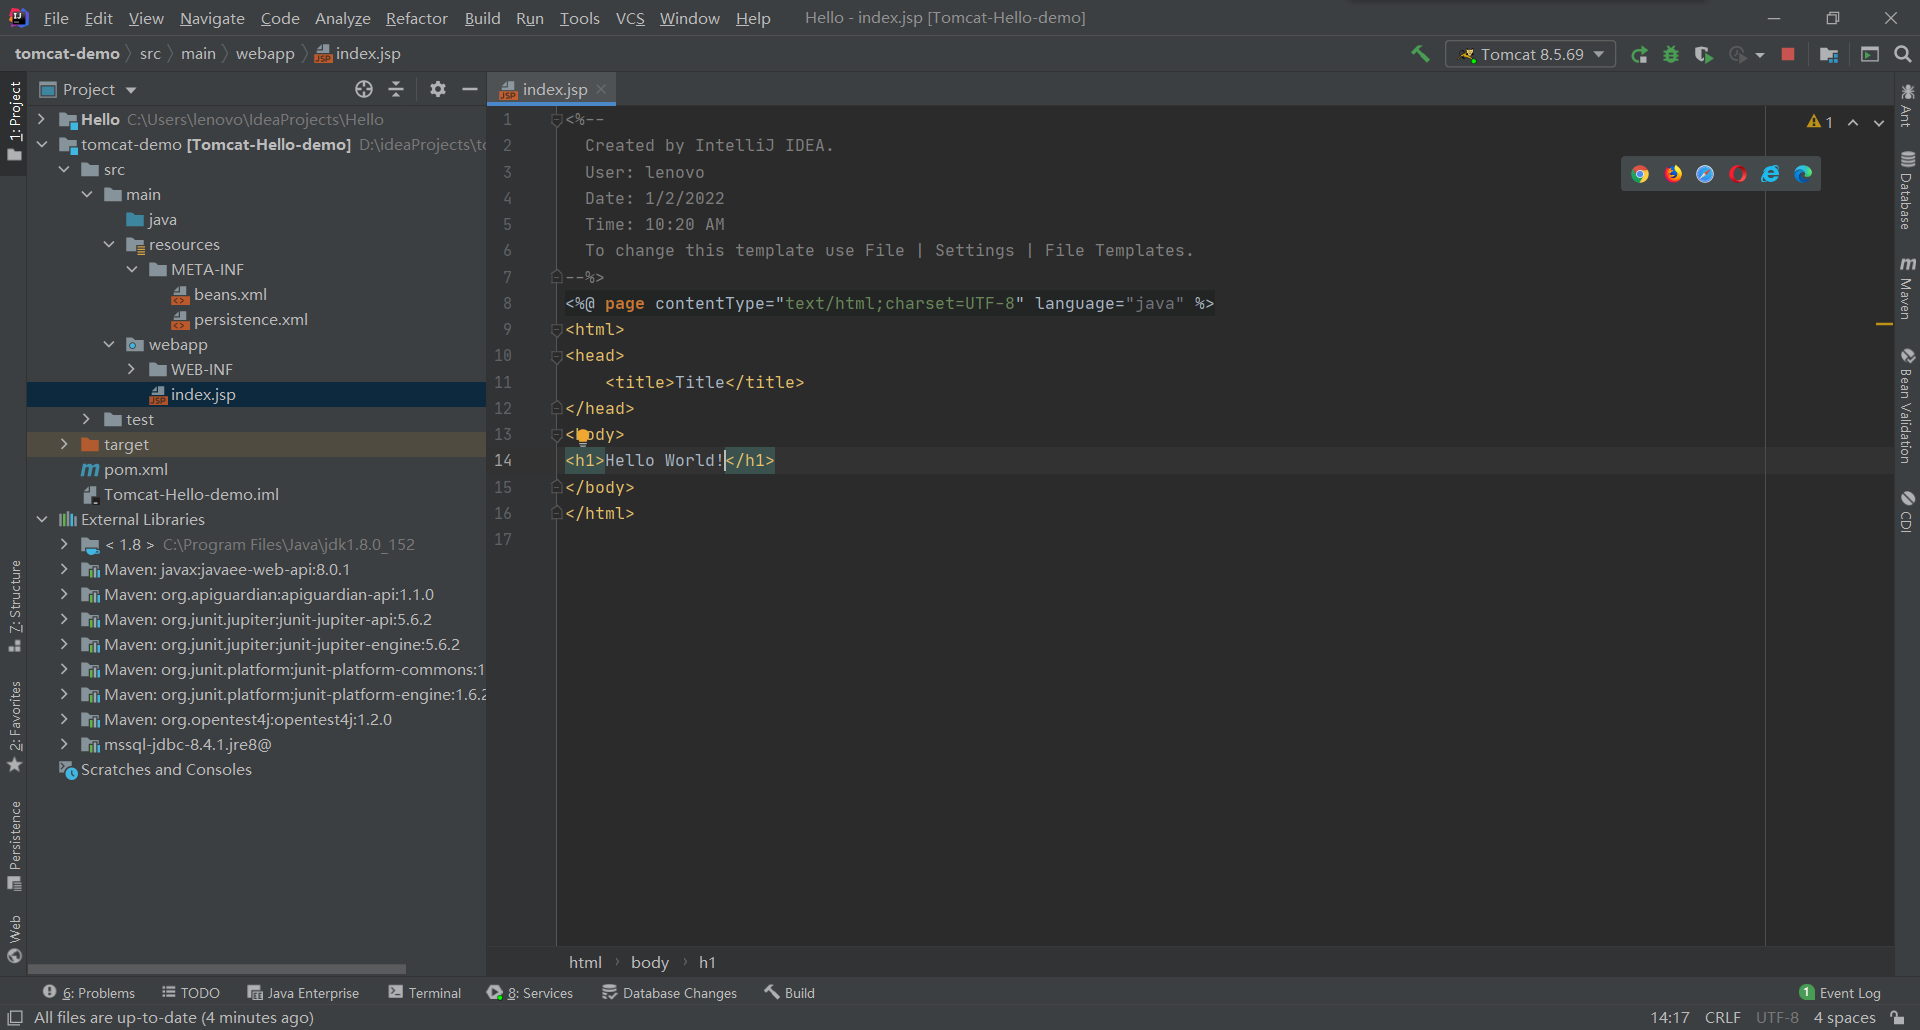 File Edit View Navigate Code Analyze Refactor Build Run Tools VCS Window Help Hello - index.jsp [Tomcat-Hello-demo]
tomcat-demo src main webapp index.jsp Tomcat 8.5.69
1: Project
7: Structure
2: Favorites
Persistence
Web
Project
Hello C:\Users\lenovo\IdeaProjects\Hello
tomcat-demo [Tomcat-Hello-demo] D:\ideaProjects\tc
src
main
java
resources
META-INF
beans.xml
persistence.xml
webapp
WEB-INF
index.jsp
test
target
pom.xml
Tomcat-Hello-demo.iml
External Libraries
< 1.8 > C:\Program Files\Java\jdk1.8.0_152
Maven: javax:javaee-web-api:8.0.1
Maven: org.apiguardian:apiguardian-api:1.1.0
Maven: org.junit.jupiter:junit-jupiter-api:5.6.2
Maven: org.junit.jupiter:junit-jupiter-engine:5.6.2
Maven: org.junit.platform:junit-platform-commons:1
Maven: org.junit.platform:junit-platform-engine:1.6.2
Maven: org.opentest4j:opentest4j:1.2.0
mssql-jdbc-8.4.1.jre8@
Scratches and Consoles
index.jsp
1 <%--
2 Created by IntelliJ IDEA.
3 User: lenovo
4 Date: 1/2/2022
5 Time: 10:20 AM
6 To change this template use File | Settings | File Templates.
7 --%>
8 <%@ page contentType="text/html;charset=UTF-8" language="java" %>
9 <html>
10 <head>
11 <title>Title</title>
12 </head>
13 <body>
14 <h1>Hello World!</h1>
15 </body>
16 </html>
17
1
html body h1
Ant
Database
Maven
Bean Validation
CDI
6: Problems TODO Java Enterprise Terminal 8: Services Database Changes Build 1 Event Log
All files are up-to-date (4 minutes ago) 14:17 CRLF UTF-8 4 spaces